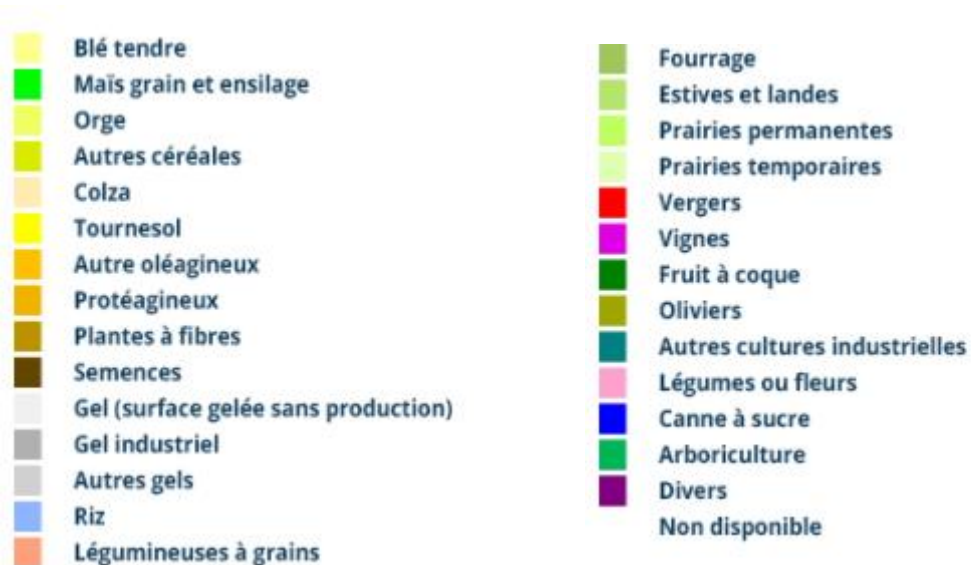 Blé tendre
Maïs grain et ensilage
Orge
Autres céréales
Colza
Tournesol
Autre oléagineux
Protéagineux
Plantes à fibres
Semences
Gel (surface gelée sans production)
Gel industriel
Autres gels
Riz
Légumineuses à grains
Fourrage
Estives et landes
Prairies permanentes
Prairies temporaires
Vergers
Vignes
Fruit à coque
Oliviers
Autres cultures industrielles
Légumes ou fleurs
Canne à sucre
Arboriculture
Divers
Non disponible